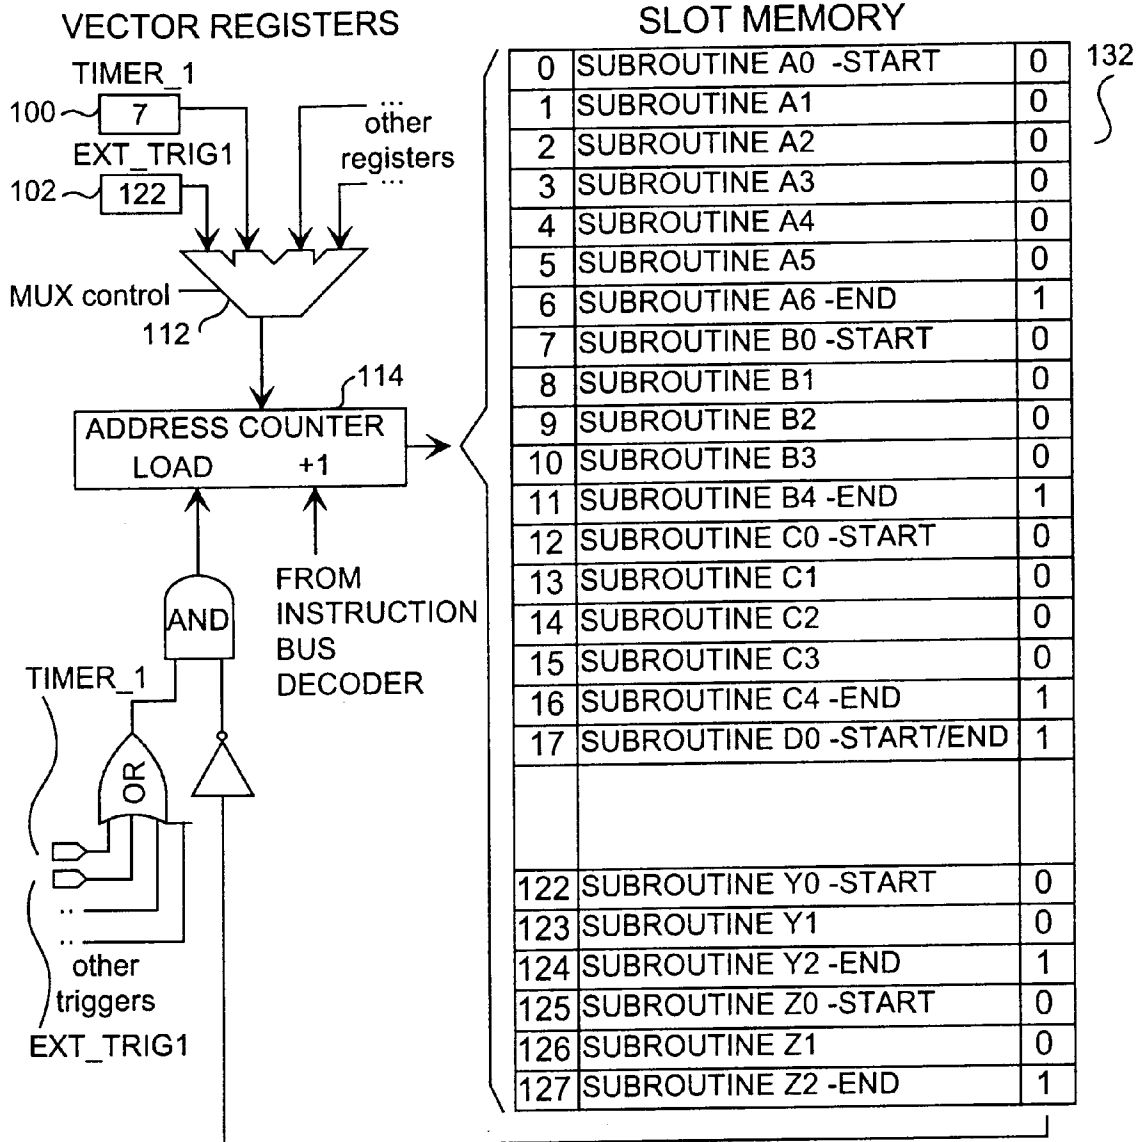 VECTOR REGISTERS
TIMER_1
100
7
EXT_TRIG1
102
122
...
other
registers
...
MUX control
112
114
ADDRESS COUNTER
LOAD +1
AND
FROM
INSTRUCTION
BUS
DECODER
TIMER_1
OR
..
..
other
triggers
EXT_TRIG1
SLOT MEMORY
132
0 SUBROUTINE A0 -START 0
1 SUBROUTINE A1 0
2 SUBROUTINE A2 0
3 SUBROUTINE A3 0
4 SUBROUTINE A4 0
5 SUBROUTINE A5 0
6 SUBROUTINE A6 -END 1
7 SUBROUTINE B0 -START 0
8 SUBROUTINE B1 0
9 SUBROUTINE B2 0
10 SUBROUTINE B3 0
11 SUBROUTINE B4 -END 1
12 SUBROUTINE C0 -START 0
13 SUBROUTINE C1 0
14 SUBROUTINE C2 0
15 SUBROUTINE C3 0
16 SUBROUTINE C4 -END 1
17 SUBROUTINE D0 -START/END 1
122 SUBROUTINE Y0 -START 0
123 SUBROUTINE Y1 0
124 SUBROUTINE Y2 -END 1
125 SUBROUTINE Z0 -START 0
126 SUBROUTINE Z1 0
127 SUBROUTINE Z2 -END 1